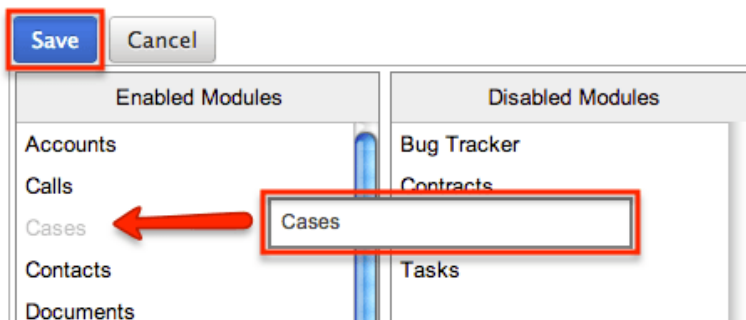 Save Cancel
Enabled Modules Disabled Modules
Accounts Bug Tracker
Calls Contracts
Cases Cases
Contacts Tasks
Documents